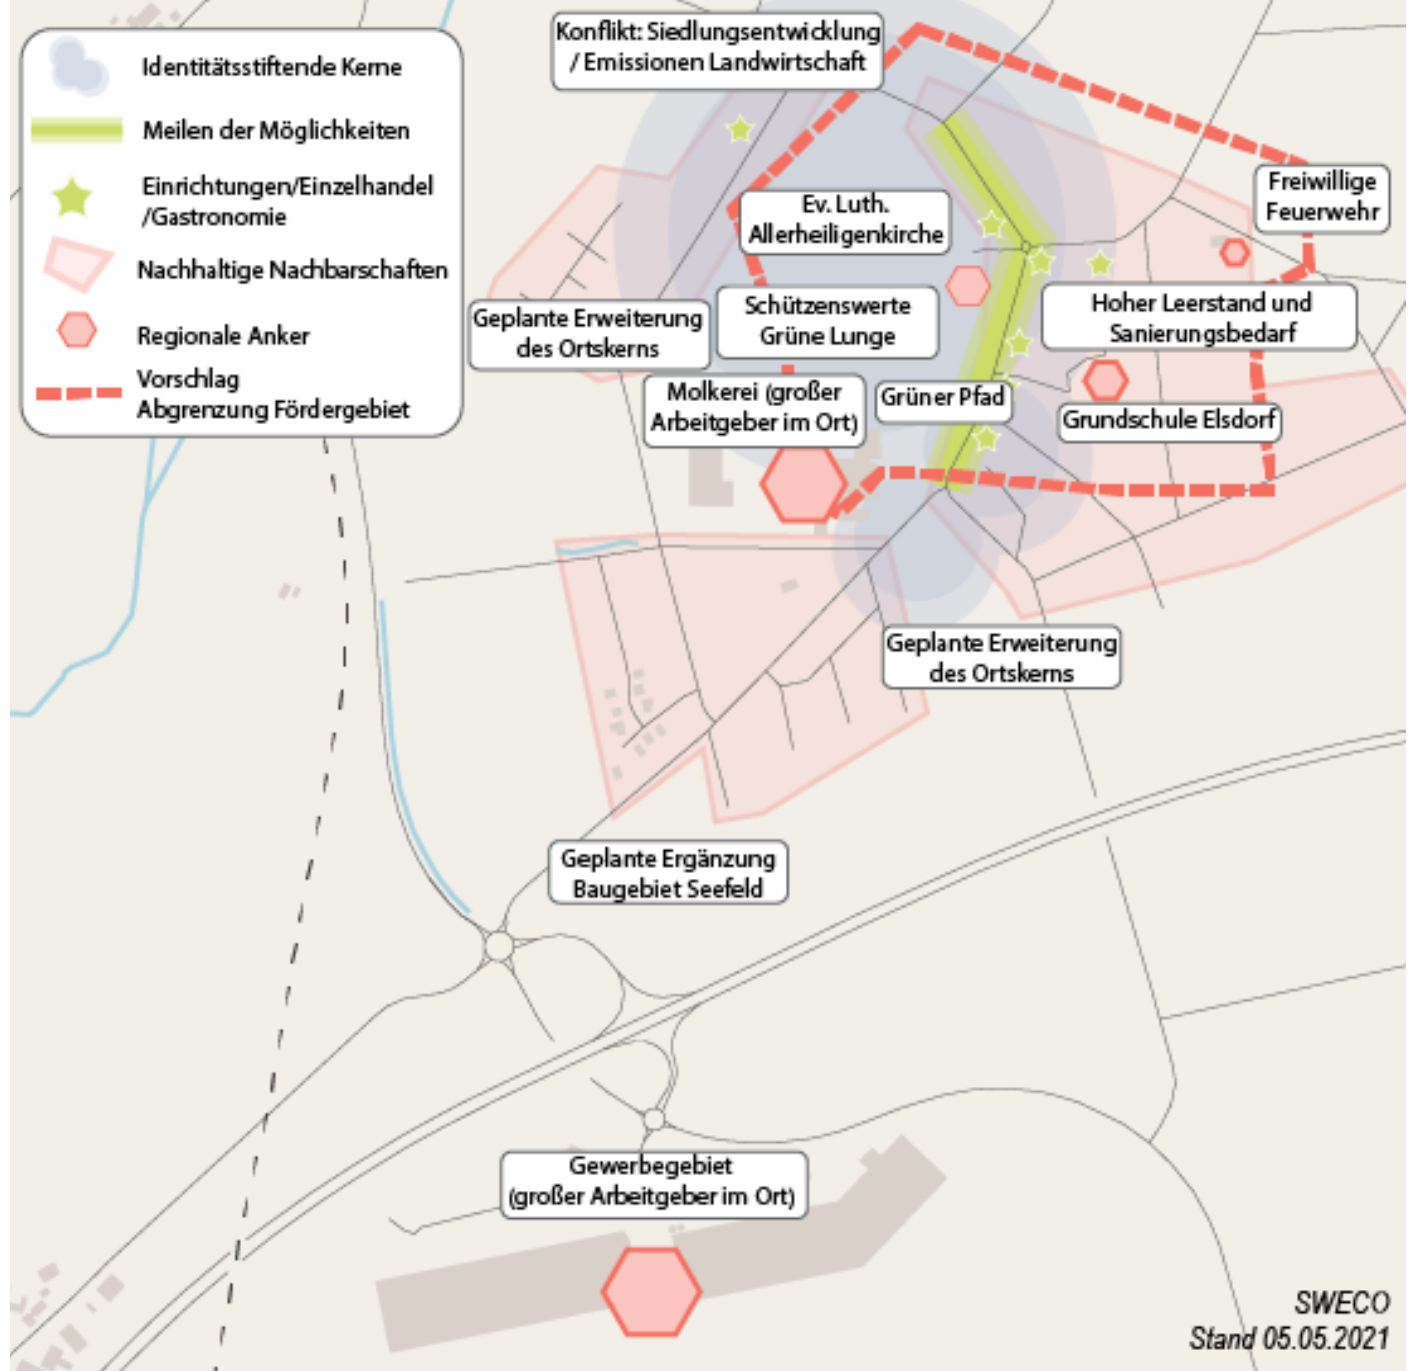 Identitätsstiftende Kerne
Meilen der Möglichkeiten
Einrichtungen/Einzelhandel
/Gastronomie
Nachhaltige Nachbarschaften
Regionale Anker
Vorschlag
Abgrenzung Fördergebiet
Konflikt: Siedlungsentwicklung
/ Emissionen Landwirtschaft
Freiwillige
Feuerwehr
Ev. Luth.
Allerheiligenkirche
Geplante Erweiterung
des Ortskerns
Schützenswerte
Grüne Lunge
Hoher Leerstand und
Sanierungsbedarf
Molkerei (großer
Arbeitgeber im Ort)
Grüner Pfad
Grundschule Elsdorf
Geplante Erweiterung
des Ortskerns
Geplante Ergänzung
Baugebiet Seefeld
Gewerbegebiet
(großer Arbeitgeber im Ort)
SWECO
Stand 05.05.2021